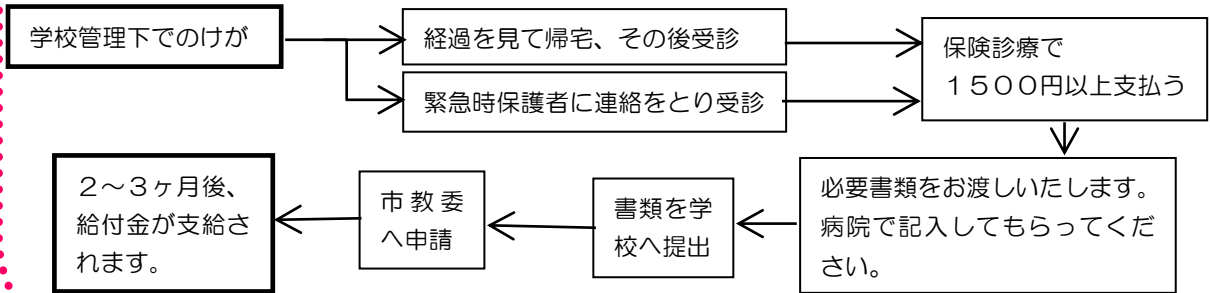 学校管理下でのけが
経過を見て帰宅、その後受診
緊急時保護者に連絡をとり受診
保険診療で
１５００円以上支払う
必要書類をお渡しいたします。
病院で記入してもらってくだ
さい。
書類を学
校へ提出
市教委
へ申請
２～３ヶ月後、
給付金が支給さ
れます。